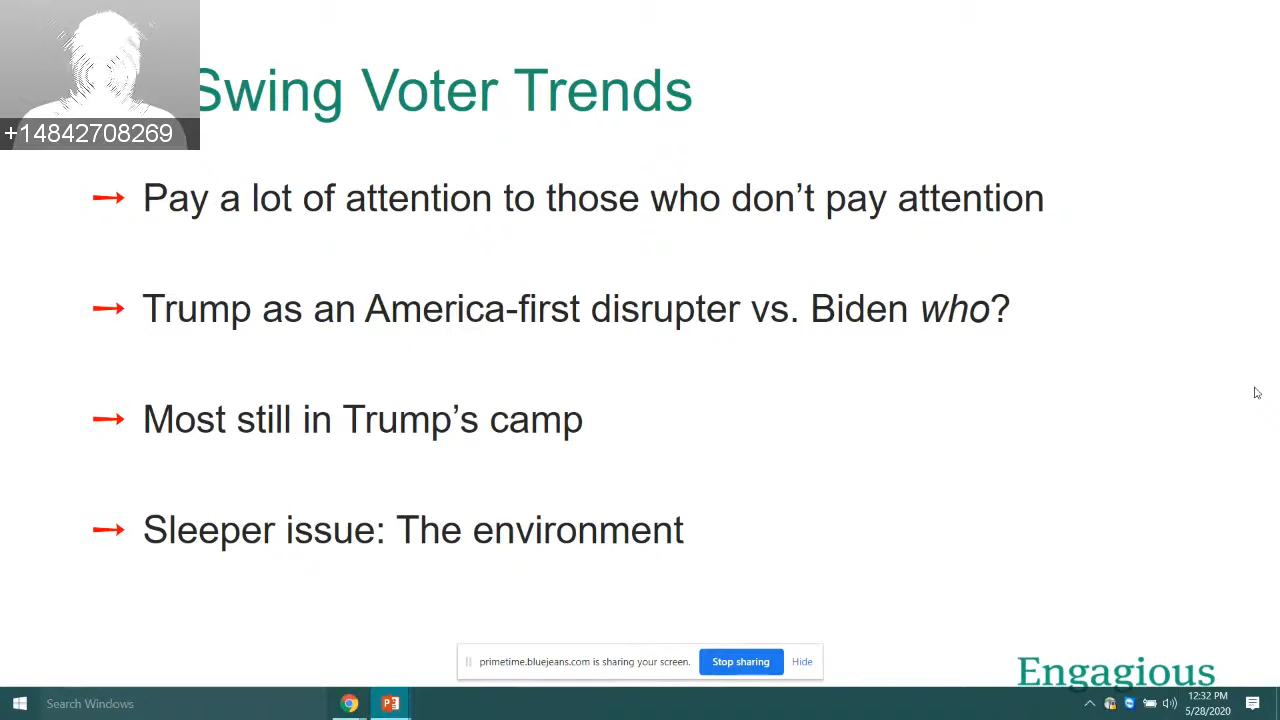 Swing Voter Trends
+14842708269
→ Pay a lot of attention to those who don’t pay attention
→ Trump as an America-first disrupter vs. Biden who?
→ Most still in Trump’s camp
→ Sleeper issue: The environment
primetime.bluejeans.com is sharing your screen. Stop sharing Hide
Engagious
Search Windows
12:32 PM
5/28/2020